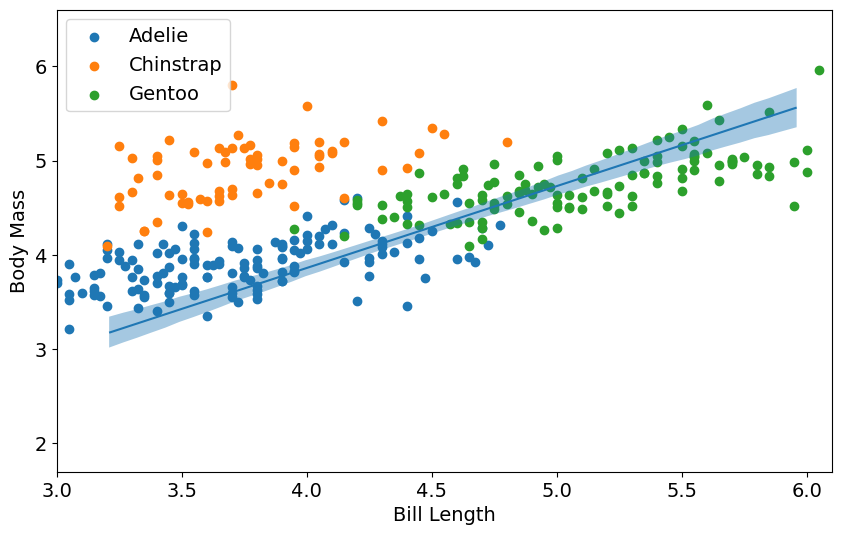 Adelie
Chinstrap
Gentoo
6
5
4
3
2
Body Mass
3.0 3.5 4.0 4.5 5.0 5.5 6.0
Bill Length